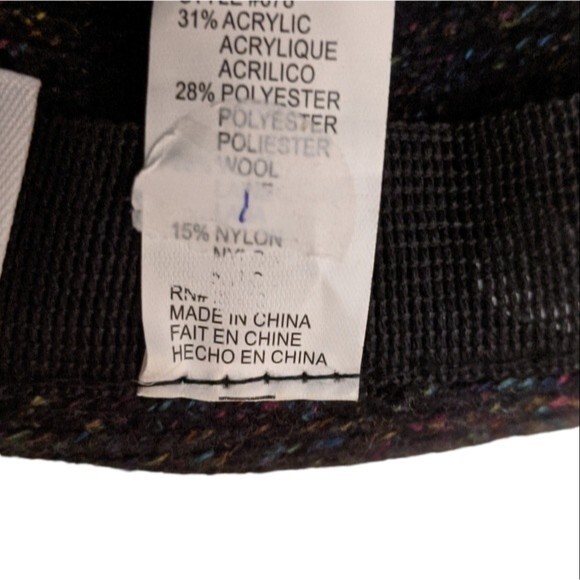 31% ACRYLIC
ACRYLIQUE
ACRILICO
28% POLYESTER
POLYESTER
POLIESTER
WOOL
15% NYLON
RN#
MADE IN CHINA
FAIT EN CHINE
HECHO EN CHINA